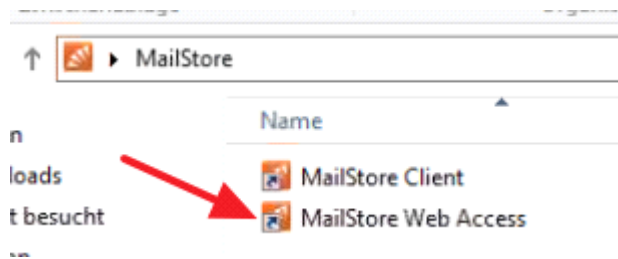 MailStore
Name
MailStore Client
loads
MailStore Web Access
t besucht